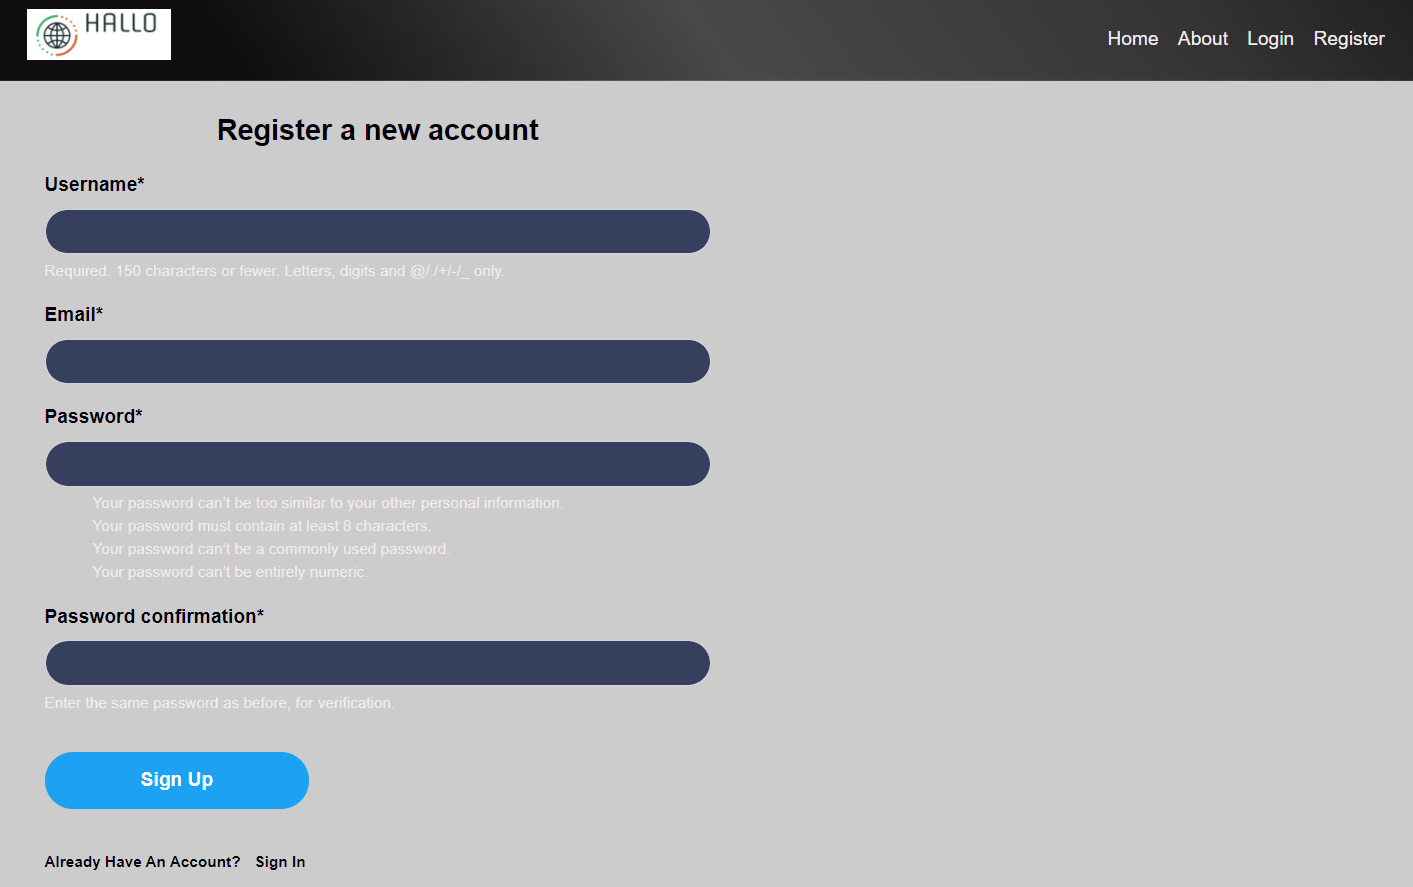 HALLO
Home About Login Register
Register a new account
Username*
Required. 150 characters or fewer. Letters, digits and @/./+/-/_ only.
Email*
Password*
Your password can't be too similar to your other personal information.
Your password must contain at least 8 characters.
Your password can't be a commonly used password.
Your password can't be entirely numeric.
Password confirmation*
Enter the same password as before, for verification.
Sign Up
Already Have An Account? Sign In